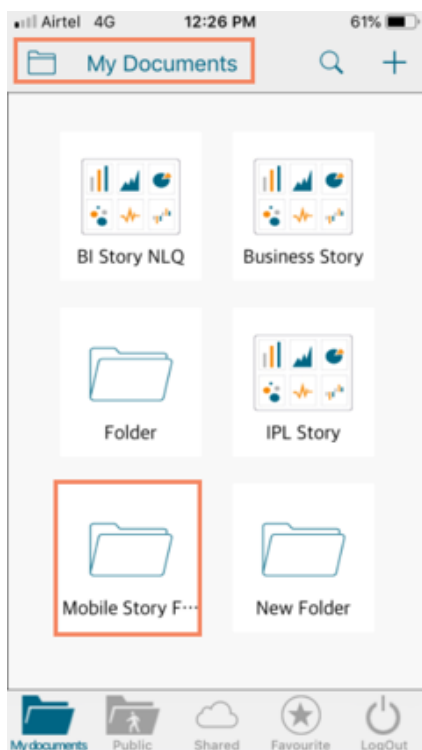 Airtel 4G 12:26 PM 61%
My Documents
BI Story NLQ Business Story
Folder IPL Story
Mobile Story F··· New Folder
My documents Public Shared Favourite LogOut